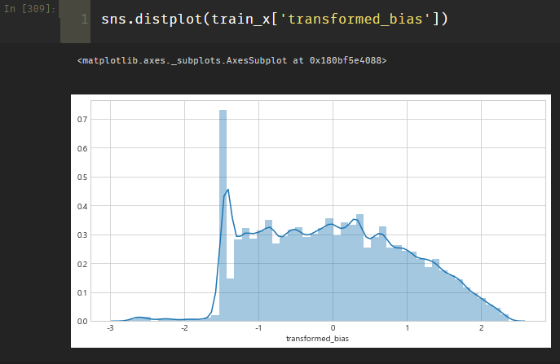 In [309]:
1 sns.distplot(train_x['transformed_bias'])
<matplotlib.axes._subplots.AxesSubplot at 0x180bf5e4088>
0.7
0.6
0.5
0.4
0.3
0.2
0.1
0.0
-3 -2 -1 0 1 2
transformed_bias